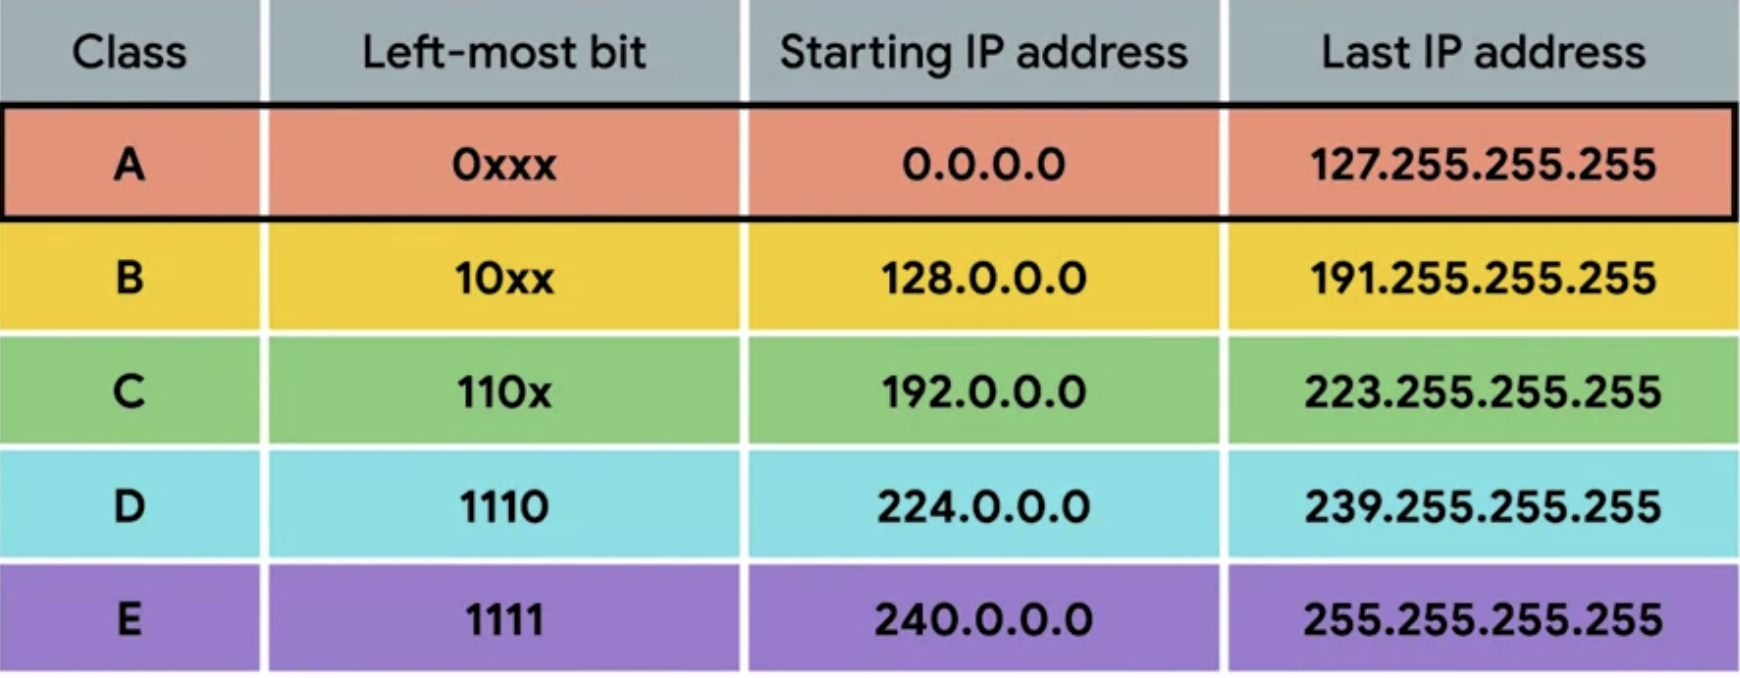 Class Left-most bit Starting IP address Last IP address
A 0xxx 0.0.0.0 127.255.255.255
B 10xx 128.0.0.0 191.255.255.255
C 110x 192.0.0.0 223.255.255.255
D 1110 224.0.0.0 239.255.255.255
E 1111 240.0.0.0 255.255.255.255